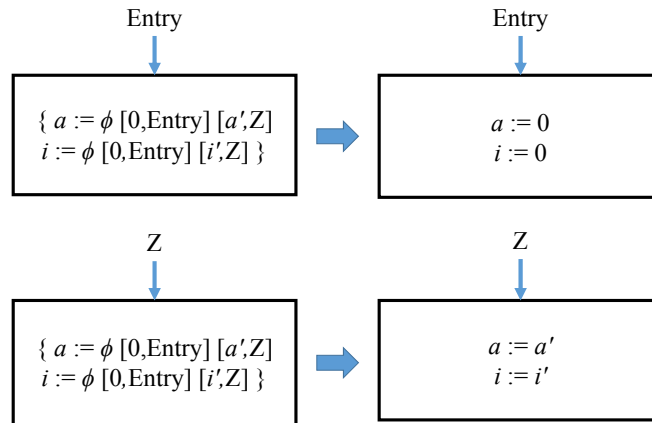 Entry
Entry
{ a := ϕ [0,Entry] [a′,Z]
i := ϕ [0,Entry] [i′,Z] }
a := 0
i := 0
Z
Z
{ a := ϕ [0,Entry] [a′,Z]
i := ϕ [0,Entry] [i′,Z] }
a := a′
i := i′